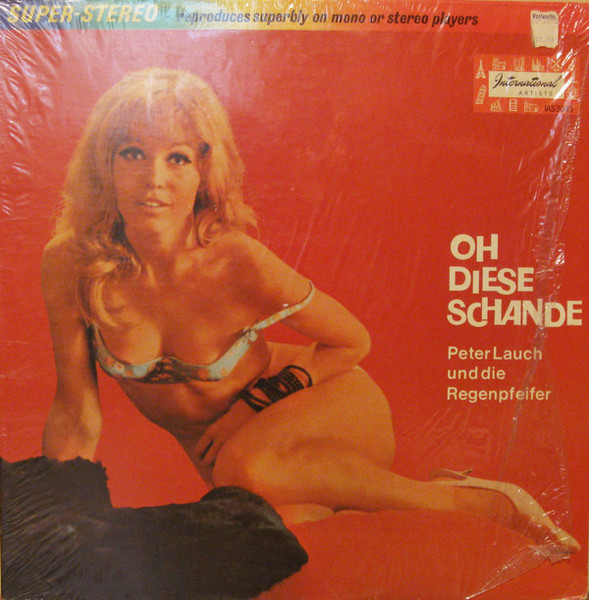 SUPER-STEREO reproduces superbly on mono or stereo players
Woolworths
International
ARTISTS
OH
DIESE
SCHANDE
Peter Lauch
und die
Regenpfeifer